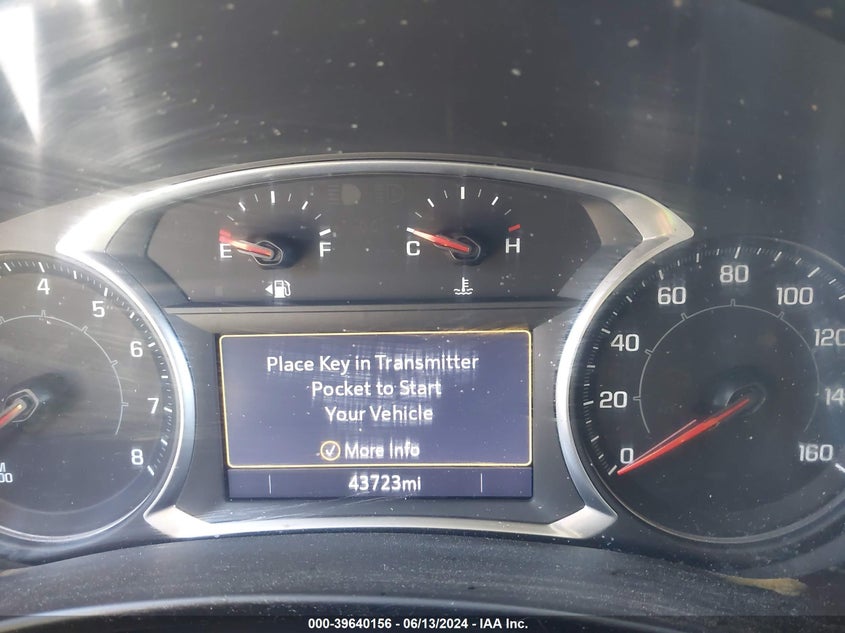 E F
C H
4
5
6
7
8
Place Key in Transmitter
Pocket to Start
Your Vehicle
More Info
43723mi
0
20
40
60
80
100
160
000-39640156 - 06/13/2024 - IAA Inc.